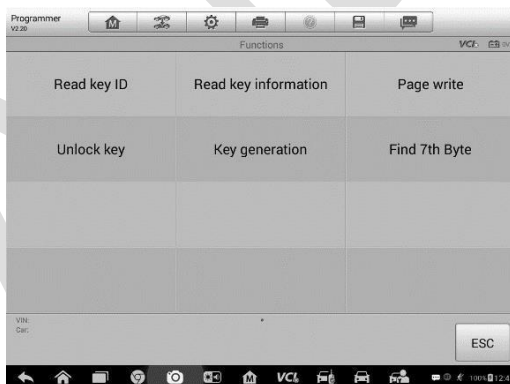 Programmer
V2.20
M
Functions
VCI
Read key ID
Read key information
Page write
Unlock key
Key generation
Find 7th Byte
VIN:
Car:
ESC
M
VCI
100%